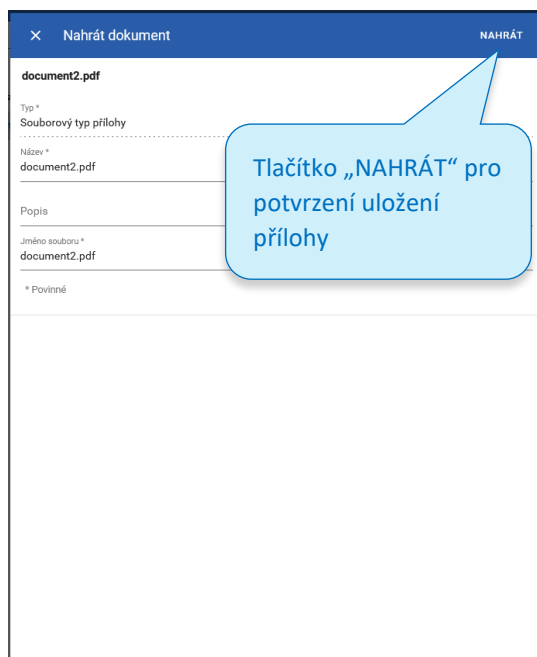 × Nahrát dokument NAHRÁT
document2.pdf
Typ *
Souborový typ přílohy
Název *
document2.pdf
Popis
Jméno souboru *
document2.pdf
* Povinné
Tlačítko „NAHRÁT“ pro
potvrzení uložení
přílohy